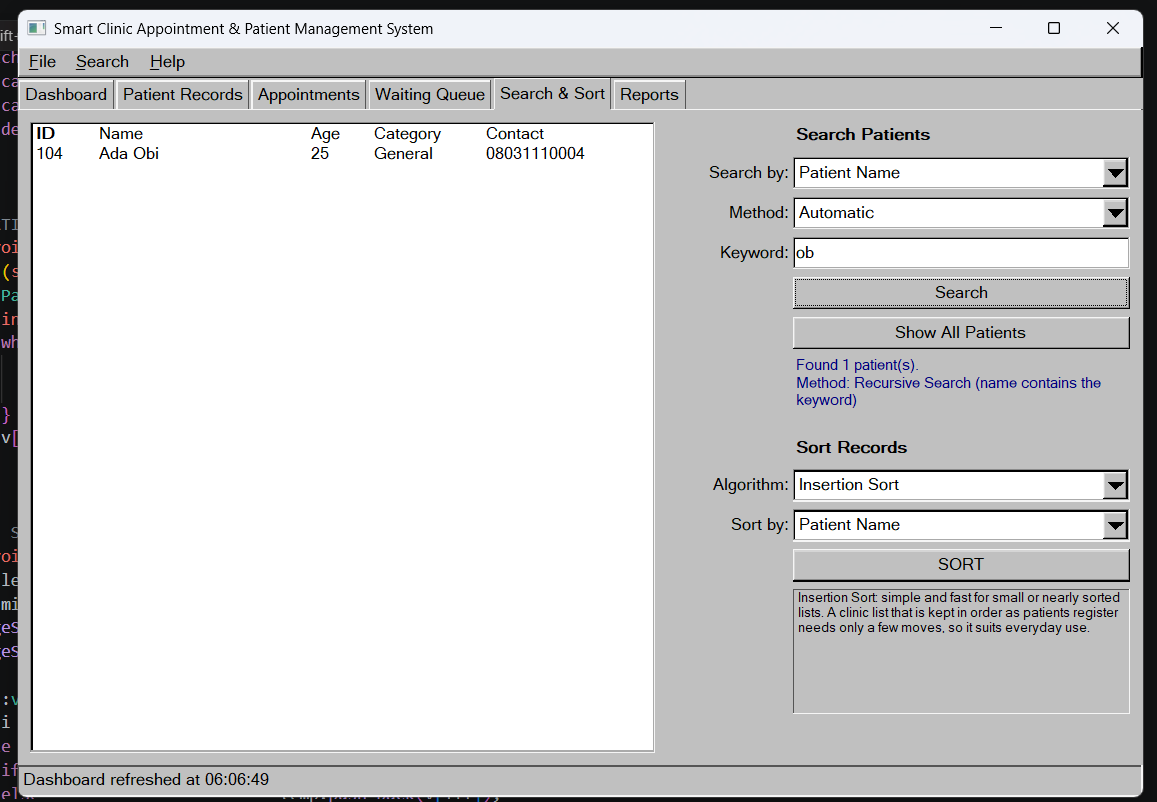 Smart Clinic Appointment & Patient Management System
File Search Help
Dashboard Patient Records Appointments Waiting Queue Search & Sort Reports
ID Name Age Category Contact
104 Ada Obi 25 General 08031110004
Search Patients
Search by: Patient Name
Method: Automatic
Keyword: ob
Search
Show All Patients
Found 1 patient(s).
Method: Recursive Search (name contains the
keyword)
Sort Records
Algorithm: Insertion Sort
Sort by: Patient Name
SORT
Insertion Sort: simple and fast for small or nearly sorted
lists. A clinic list that is kept in order as patients register
needs only a few moves, so it suits everyday use.
Dashboard refreshed at 06:06:49